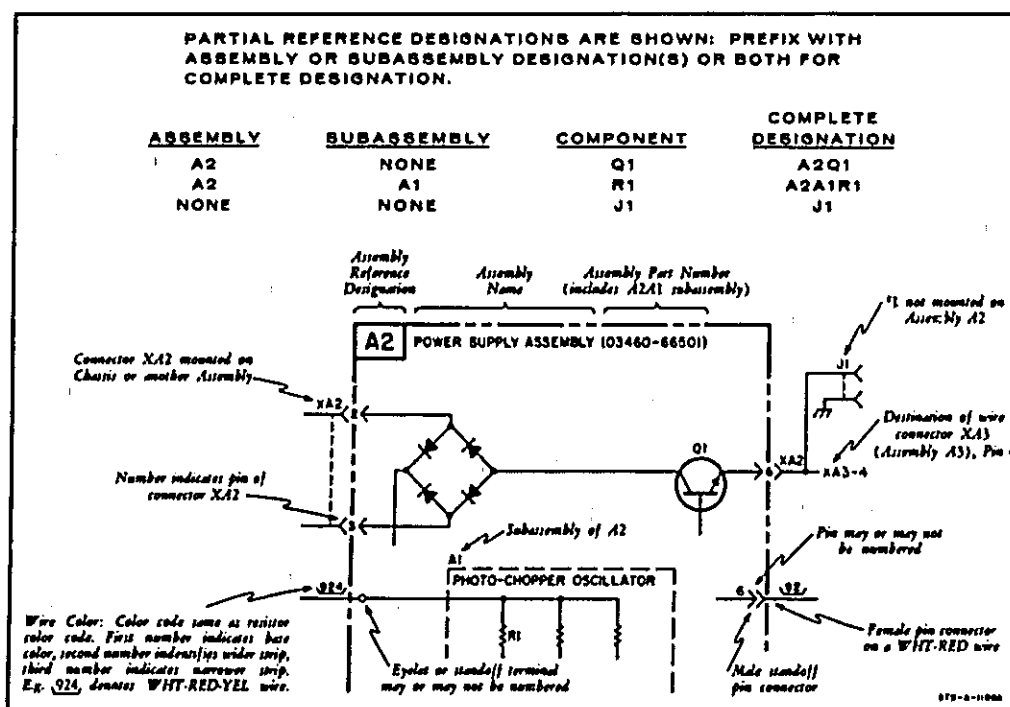 PARTIAL REFERENCE DESIGNATIONS ARE SHOWN: PREFIX WITH
ASSEMBLY OR SUBASSEMBLY DESIGNATION(S) OR BOTH FOR
COMPLETE DESIGNATION.
ASSEMBLY SUBASSEMBLY COMPONENT COMPLETE DESIGNATION
A2 NONE Q1 A2Q1
A2 A1 R1 A2A1R1
NONE NONE J1 J1
Assembly
Reference
Designation
Assembly
Name
Assembly Part Number
(includes A2A1 subassembly)
not mounted on
Assembly A2
A2 POWER SUPPLY ASSEMBLY (03460-66501)
J1
Connector XA2 mounted on
Chassis or another Assembly
XA2 2
Destination of wire
connector XA3
(Assembly A3), Pin
Q1
6 XA2
XA3-4
Number indicates pin of
connector XA2
Subassembly of A2
Pin may or may not
be numbered
A1
PHOTO-CHOPPER OSCILLATOR
924
6 92
R1
Wire Color: Color code same as resistor
color code. First number indicates base
color, second number indentifies wider strip,
third number indicates narrower strip.
E.g. 924 denotes WHT-RED-YEL wire.
Eyelet or standoff terminal
may or may not be numbered
Male standoff
pin connector
Female pin connector
on a WHT-RED wire